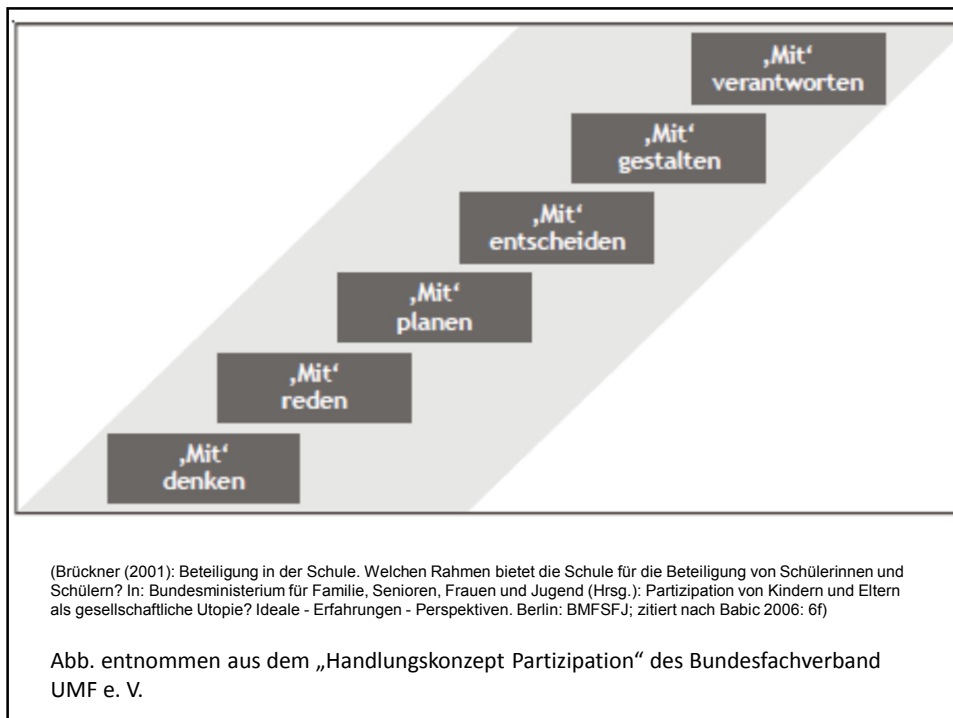 ‚Mit‘
verantworten
‚Mit‘
gestalten
‚Mit‘
entscheiden
‚Mit‘
planen
‚Mit‘
reden
‚Mit‘
denken
(Brückner (2001): Beteiligung in der Schule. Welchen Rahmen bietet die Schule für die Beteiligung von Schülerinnen und
Schülern? In: Bundesministerium für Familie, Senioren, Frauen und Jugend (Hrsg.): Partizipation von Kindern und Eltern
als gesellschaftliche Utopie? Ideale - Erfahrungen - Perspektiven. Berlin: BMFSFJ; zitiert nach Babic 2006: 6f)
Abb. entnommen aus dem „Handlungskonzept Partizipation“ des Bundesfachverband
UMF e. V.